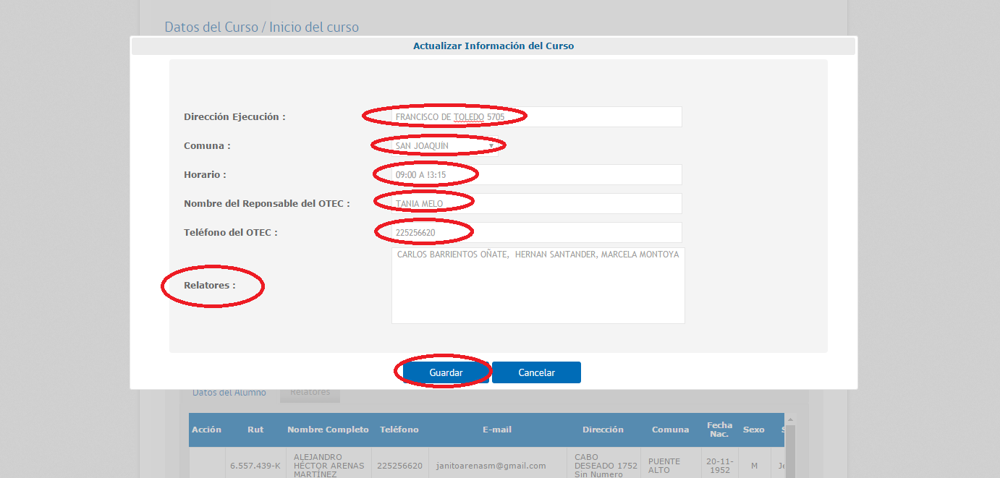 Datos del Curso / Inicio del curso
Actualizar Información del Curso
Dirección Ejecución : FRANCISCO DE TOLEDO 5705
Comuna : SAN JOAQUÍN
Horario : 09:00 A !3:15
Nombre del Reponsable del OTEC : TANIA MELO
Teléfono del OTEC : 225256620
Relatores : CARLOS BARRIENTOS OÑATE, HERNAN SANTANDER, MARCELA MONTOYA
Guardar Cancelar
Datos del Alumno Relatores
Acción Rut Nombre Completo Teléfono E-mail Dirección Comuna Fecha Nac. Sexo
6.557.439-K ALEJANDRO HÉCTOR ARENAS MARTÍNEZ 225256620 janitoarenasm@gmail.com CABO DESEADO 1752 Sin Numero PUENTE ALTO 20-11-1952 M